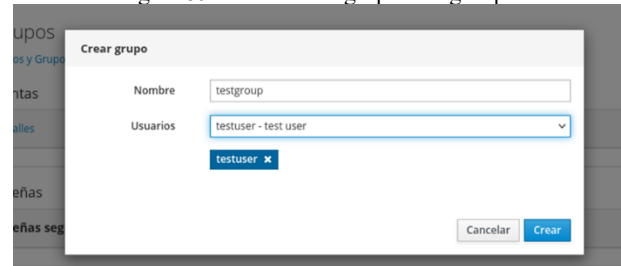 upos
os y Grupo
Crear grupo
ntas
Nombre testgroup
alles
Usuarios testuser - test user
testuser ×
eñas
eñas seg
Cancelar Crear